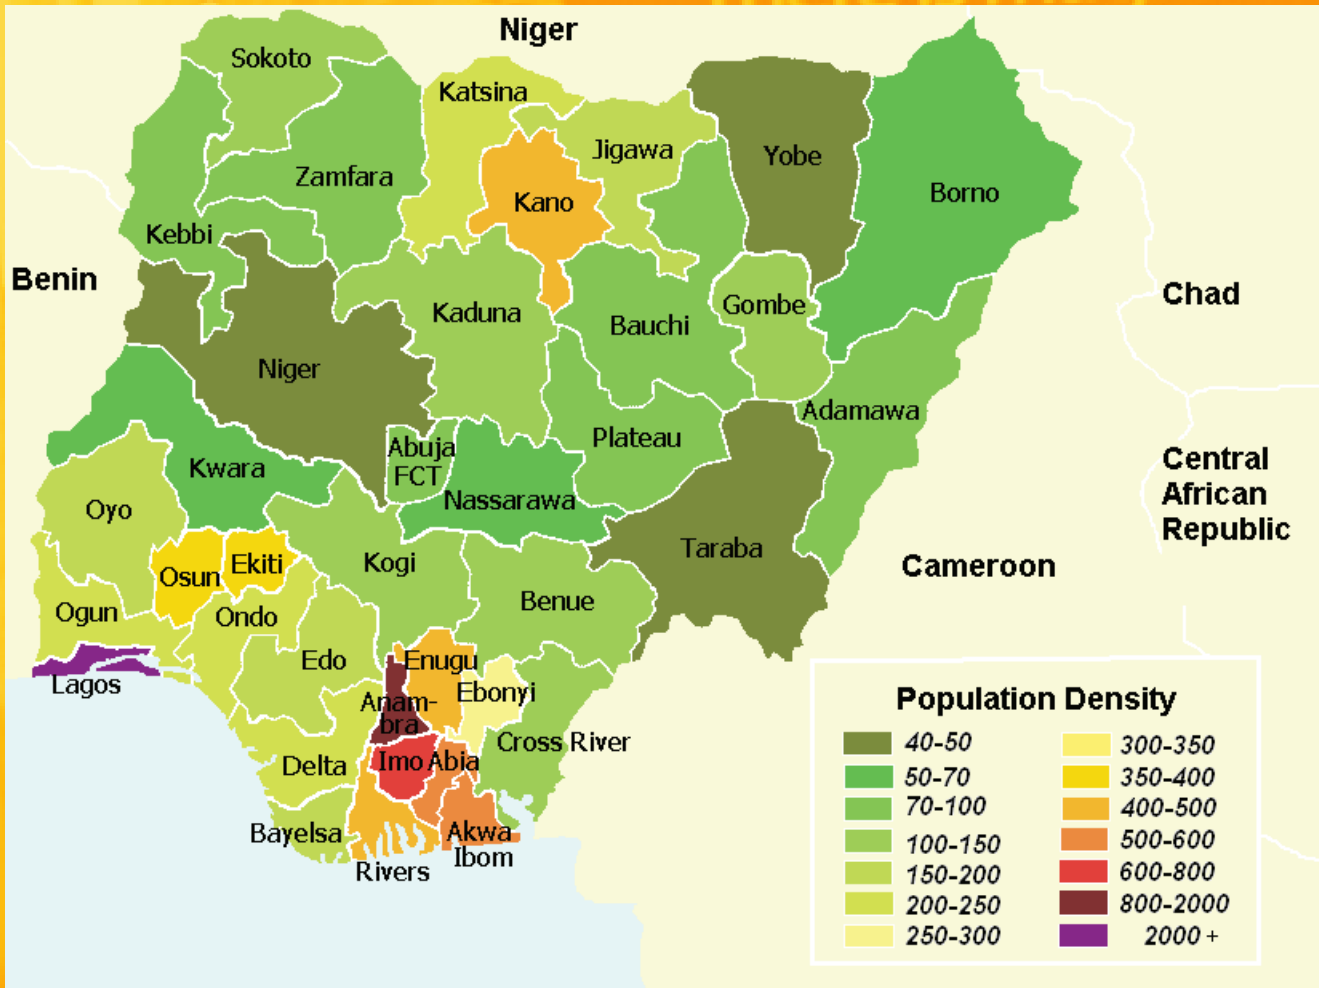 Niger
Sokoto
Katsina
Jigawa
Yobe
Zamfara
Borno
Kano
Kebbi
Benin
Chad
Gombe
Kaduna
Bauchi
Niger
Adamawa
Plateau
Abuja
FCT
Kwara
Nassarawa
Central
African
Republic
Oyo
Taraba
Kogi
Cameroon
Ekiti
Osun
Benue
Ogun
Ondo
Edo
Enugu
Lagos
Ebonyi
Anam-
bra
Cross River
Imo
Abia
Delta
Bayelsa
Akwa
Ibom
Rivers
Population Density
40-50
50-70
70-100
100-150
150-200
200-250
250-300
300-350
350-400
400-500
500-600
600-800
800-2000
2000 +